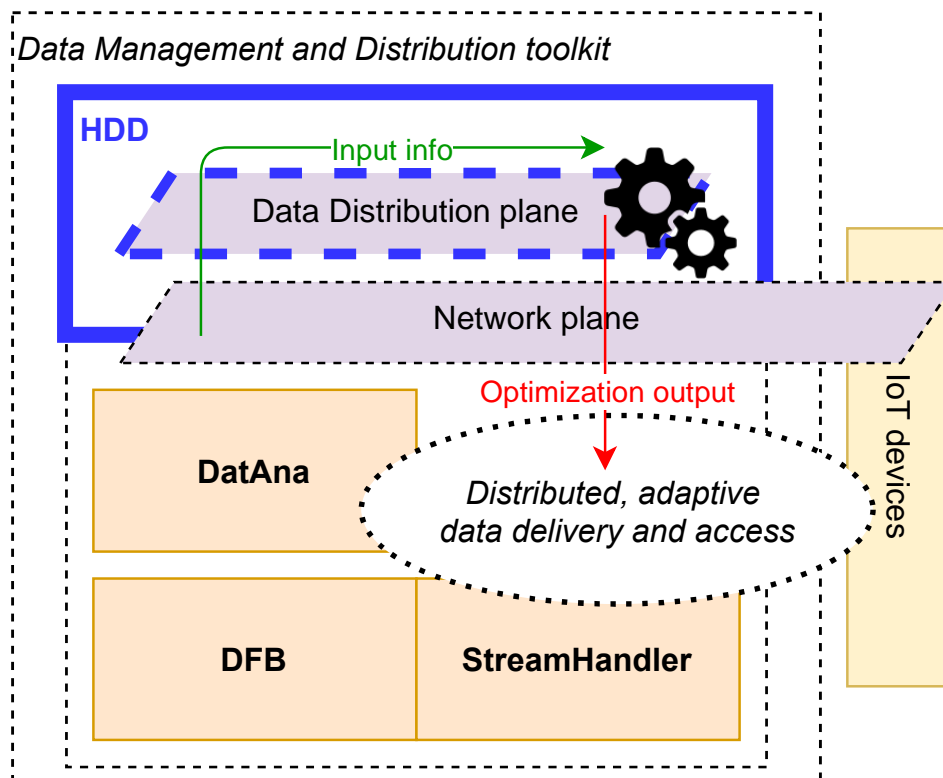 Data Management and Distribution toolkit
HDD
Input info
Data Distribution plane
Network plane
Optimization output
IoT devices
DatAna
Distributed, adaptive
data delivery and access
DFB
StreamHandler